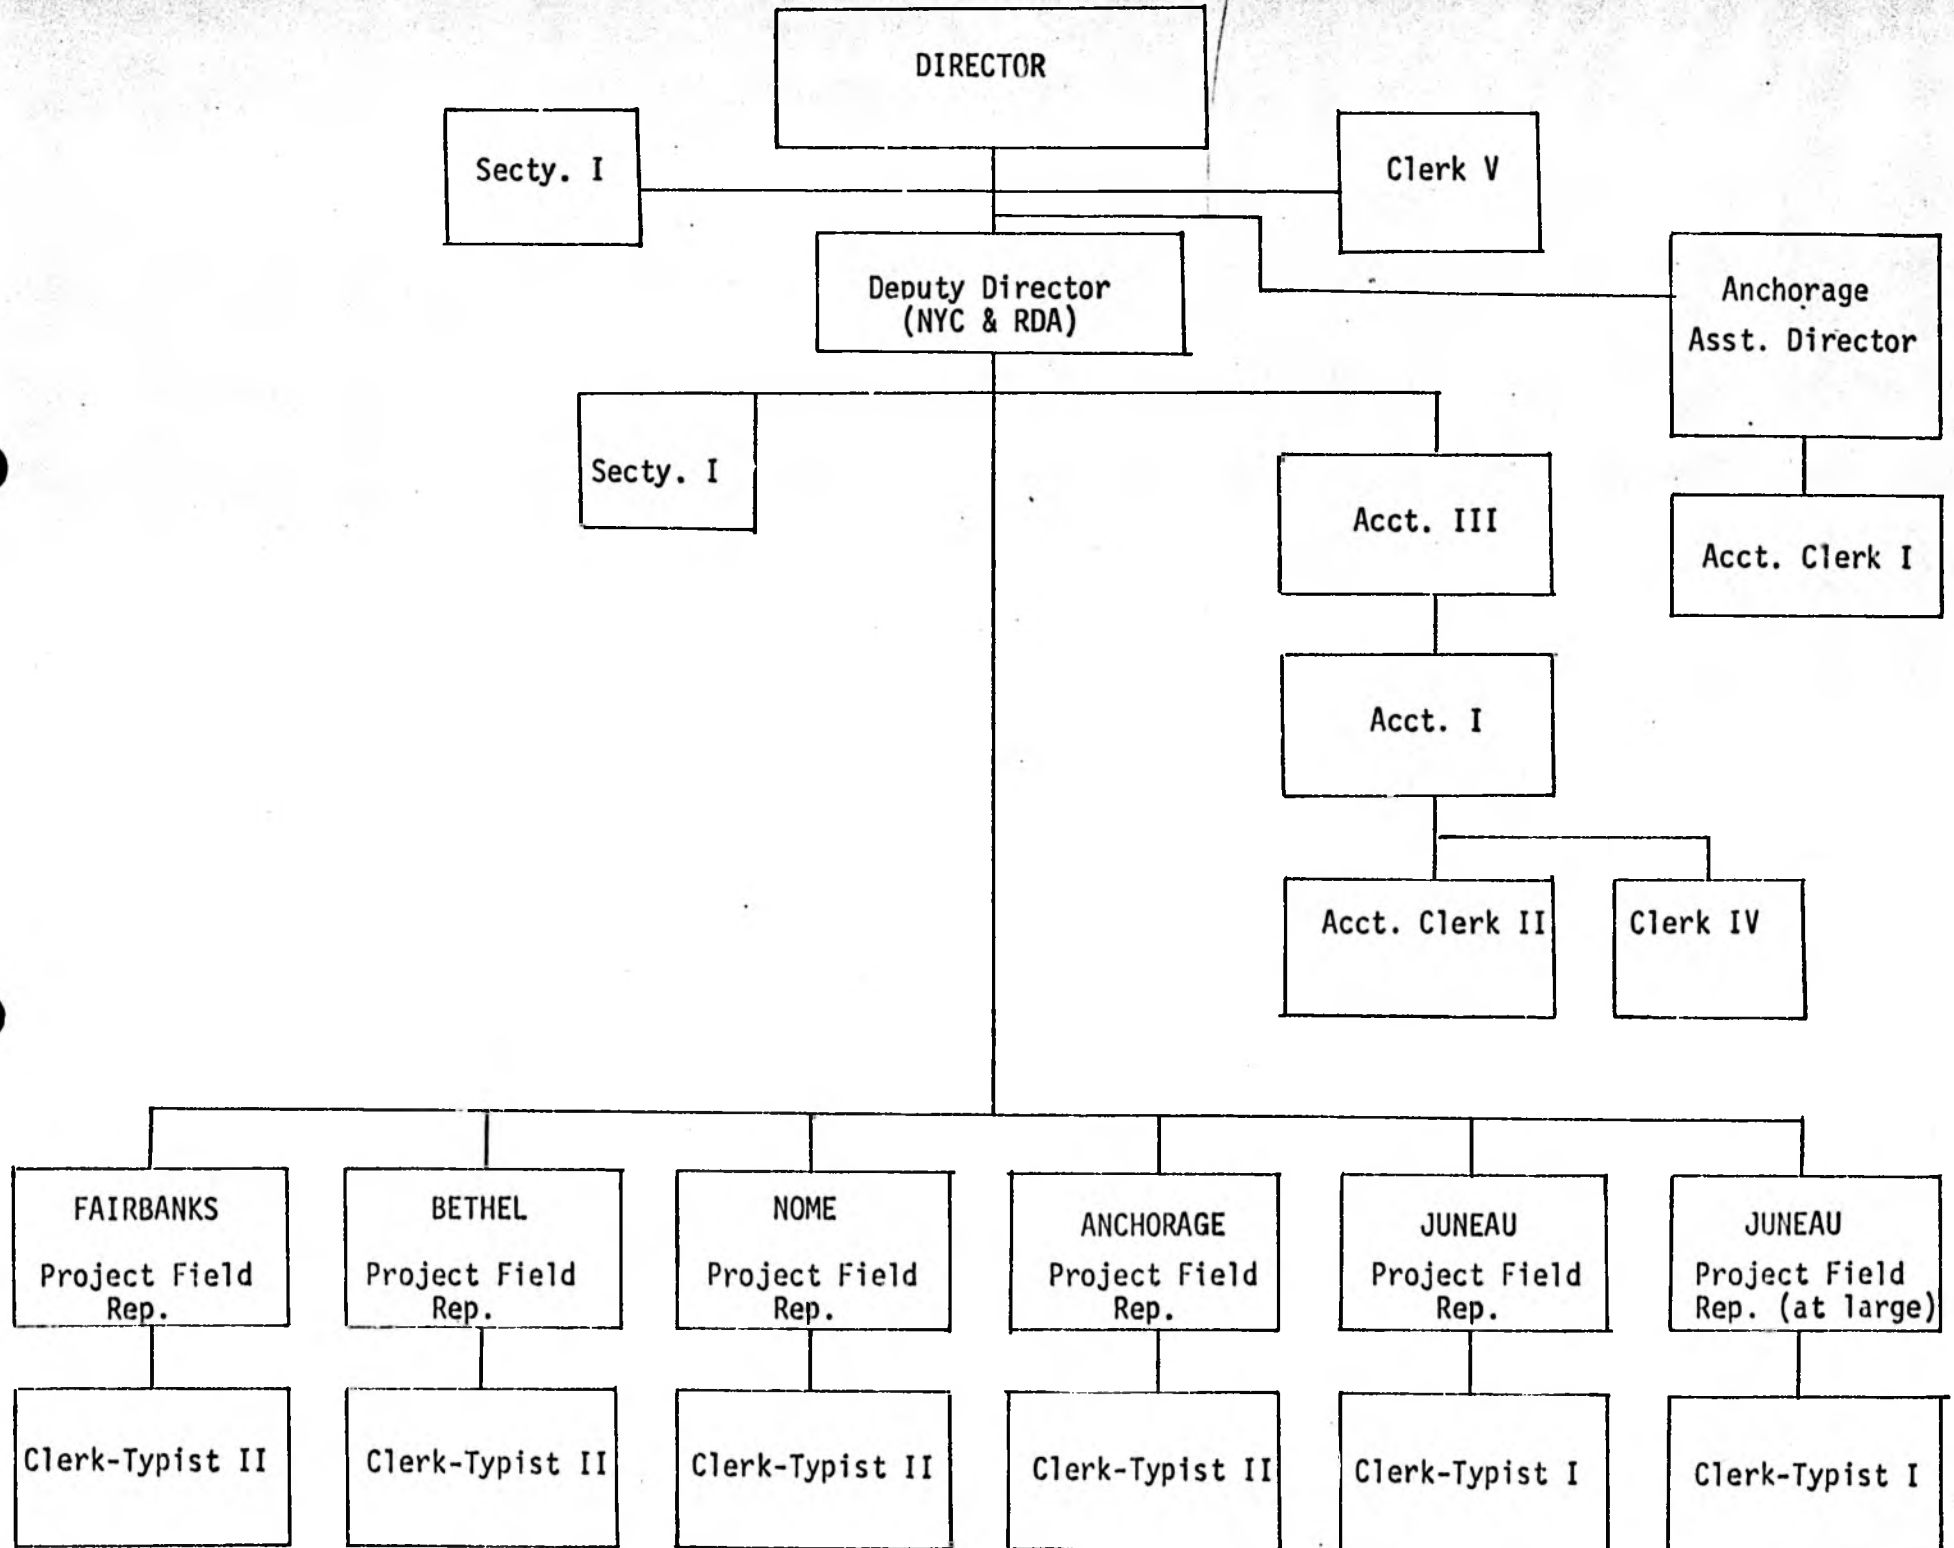 DIRECTOR
Secty. I
Clerk V
Deputy Director
(NYC & RDA)
Anchorage
Asst. Director
Secty. I
Acct. III
Acct. Clerk I
Acct. I
Acct. Clerk II
Clerk IV
FAIRBANKS
Project Field
Rep.
BETHEL
Project Field
Rep.
NOME
Project Field
Rep.
ANCHORAGE
Project Field
Rep.
JUNEAU
Project Field
Rep.
JUNEAU
Project Field
Rep. (at large)
Clerk-Typist II
Clerk-Typist II
Clerk-Typist II
Clerk-Typist II
Clerk-Typist I
Clerk-Typist I